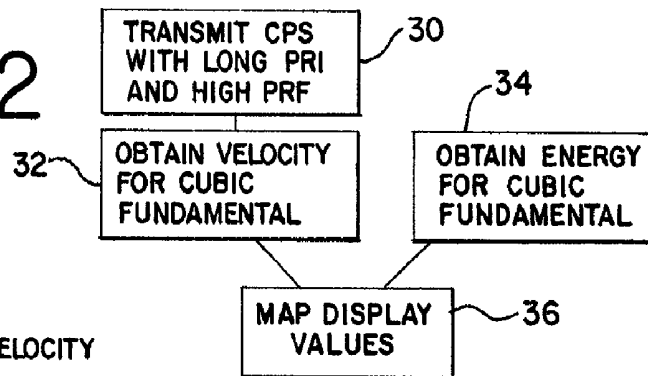 2
TRANSMIT CPS
WITH LONG PRI
AND HIGH PRF
30
34
32
OBTAIN VELOCITY
FOR CUBIC
FUNDAMENTAL
OBTAIN ENERGY
FOR CUBIC
FUNDAMENTAL
MAP DISPLAY
VALUES
36
ELOCITY